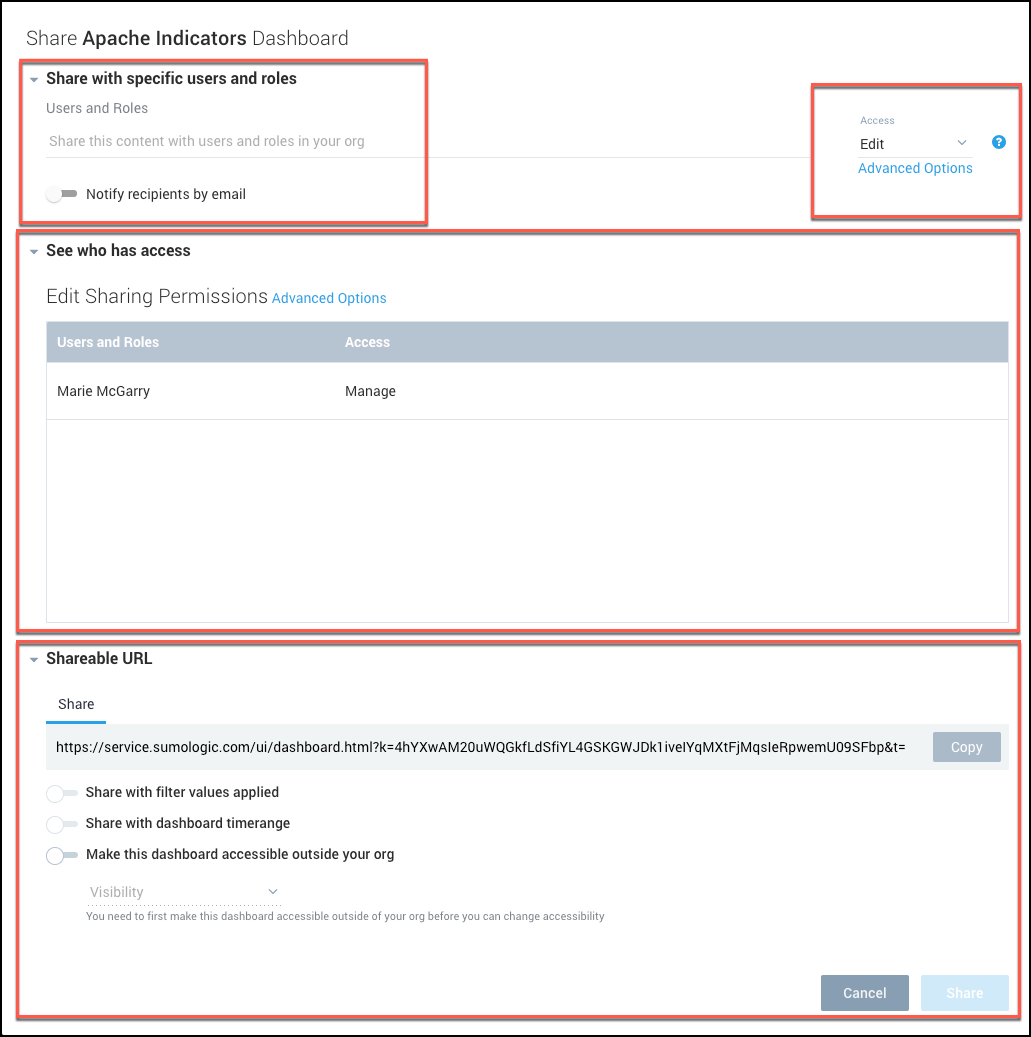 Share Apache Indicators Dashboard
Share with specific users and roles
Users and Roles
Share this content with users and roles in your org
Notify recipients by email
Access
Edit
?
Advanced Options
See who has access
Edit Sharing Permissions Advanced Options
Users and Roles Access
Marie McGarry Manage
Shareable URL
Share
https://service.sumologic.com/ui/dashboard.html?k=4hYXwAM20uWQGkfLdSfiYL4GSKGWJDk1iveIYqMXtFjMqsIeRpwemU09SFbp&t=
Copy
Share with filter values applied
Share with dashboard timerange
Make this dashboard accessible outside your org
Visibility
You need to first make this dashboard accessible outside of your org before you can change accessibility
Cancel Share